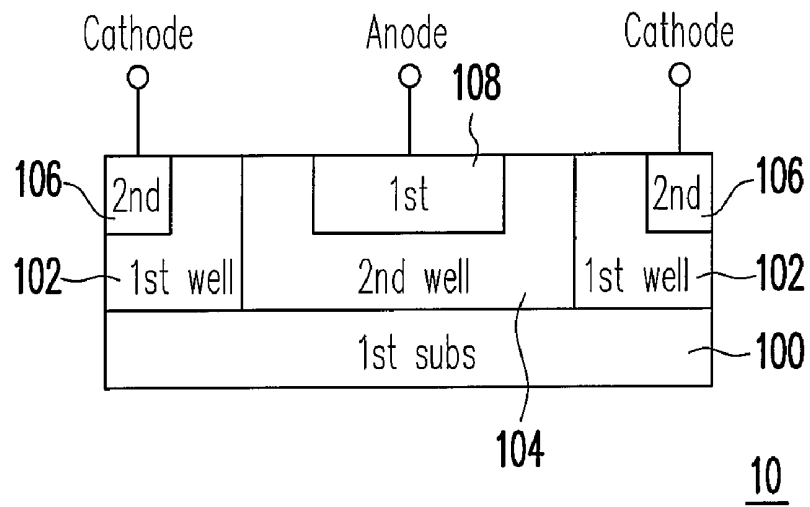 Cathode Anode Cathode
108
106 2nd 1st 2nd 106
102 1st well 2nd well 1st well 102
1st subs 100
104
10